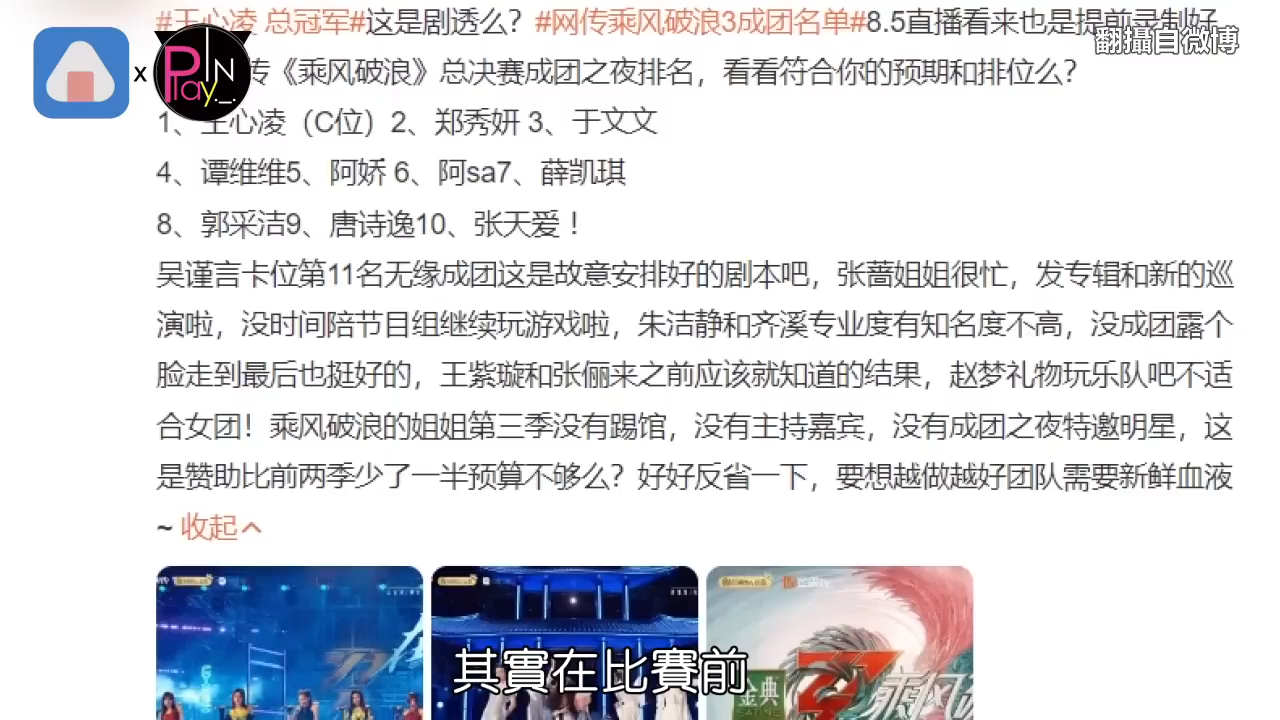 #王心凌 总冠军#这是剧透么？#网传乘风破浪3成团名单#8.5直播看来也是提前录制好
翻攝自微博
x
Play IN
传《乘风破浪》总决赛成团之夜排名，看看符合你的预期和排位么？
1、王心凌（C位）2、郑秀妍 3、于文文
4、谭维维5、阿娇 6、阿sa7、薛凯琪
8、郭采洁9、唐诗逸10、张天爱！
吴谨言卡位第11名无缘成团这是故意安排好的剧本吧，张蔷姐姐很忙，发专辑和新的巡
演啦，没时间陪节目组继续玩游戏啦，朱洁静和齐溪专业度有知名度不高，没成团露个
脸走到最后也挺好的，王紫璇和张俪来之前应该就知道的结果，赵梦礼物玩乐队吧不适
合女团！乘风破浪的姐姐第三季没有踢馆，没有主持嘉宾，没有成团之夜特邀明星，这
是赞助比前两季少了一半预算不够么？好好反省一下，要想越做越好团队需要新鲜血液
~ 收起
金典
乘风
其實在比賽前